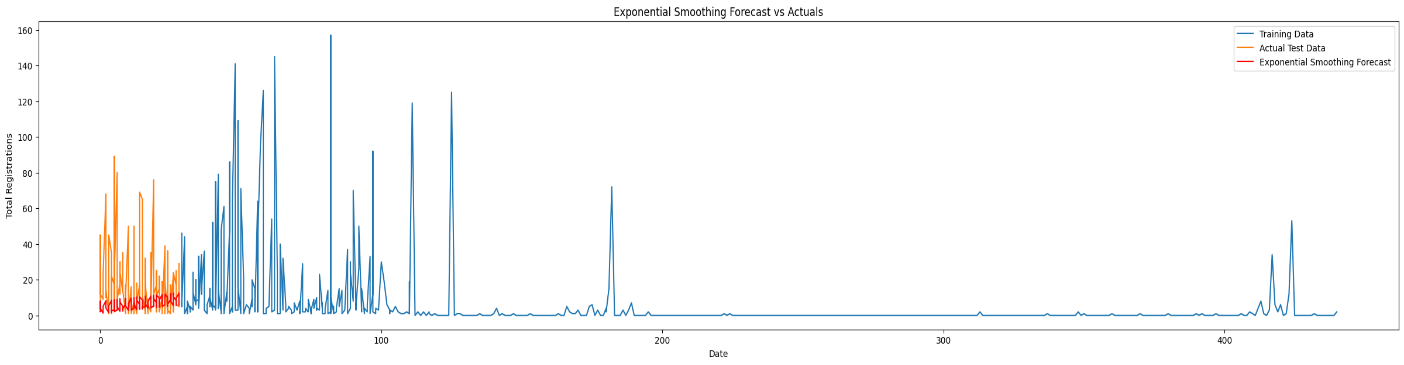 Exponential Smoothing Forecast vs Actuals
Training Data
Actual Test Data
Exponential Smoothing Forecast
160
140
120
100
80
60
40
20
0
Total Registrations
0 100 200 300 400
Date